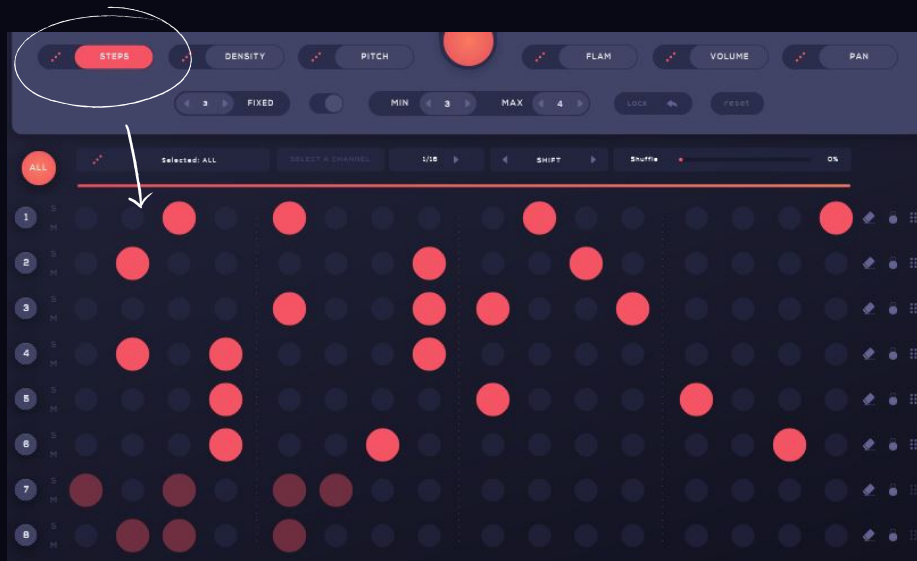 STEPS DENSITY PITCH FLAM VOLUME PAN
3 FIXED MIN 3 MAX 4 LOCK reset
ALL Selected: ALL SELECT A CHANNEL 1/16 SHIFT Shuffle 0%
1 S
M
2 S
M
3 S
M
4 S
M
5 S
M
6 S
M
7 S
M
8 S
M